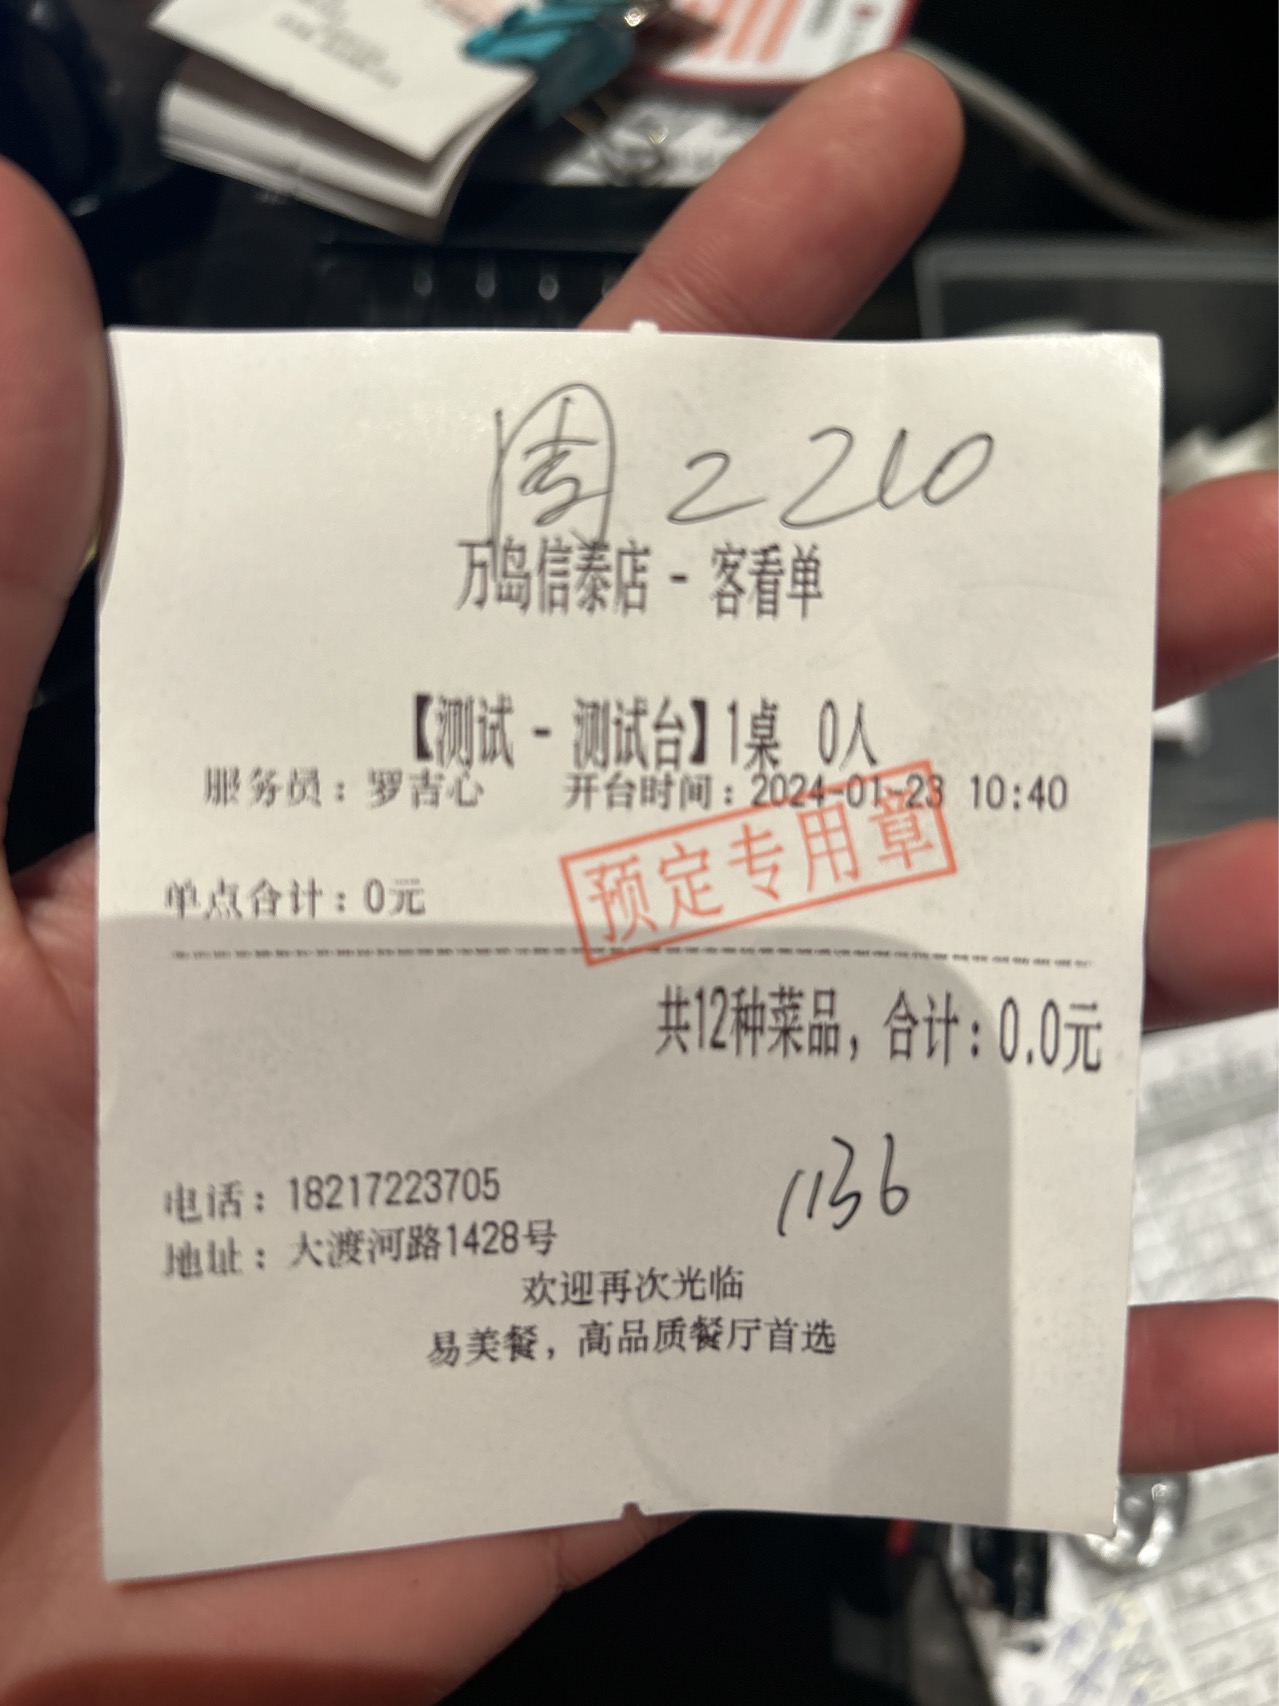 周2 210
万岛信泰店 - 客看单
【测试 - 测试台】1桌 0人
服务员：罗吉心 开台时间：2024-01-23 10:40
预定专用章
单点合计：0元
共12种菜品，合计：0.0元
1136
电话：18217223705
地址：大渡河路1428号
欢迎再次光临
易美餐，高品质餐厅首选